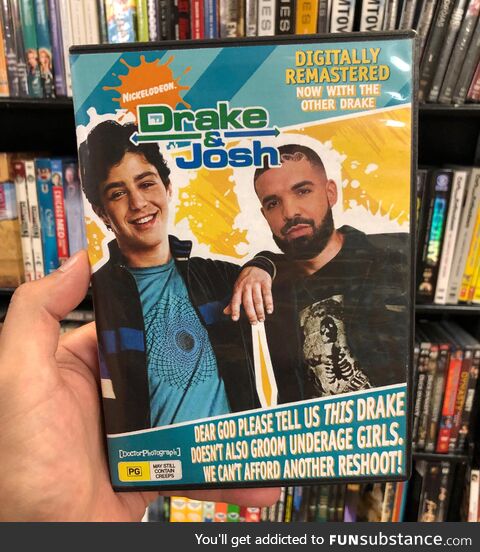 NICKELODEON
Drake
&
Josh
DIGITALLY
REMASTERED
NOW WITH THE
OTHER DRAKE
DEAR GOD PLEASE TELL US THIS DRAKE
DOESN'T ALSO GROOM UNDERAGE GIRLS.
WE CAN'T AFFORD ANOTHER RESHOOT!
[DOCTORPHOTOGRAPH]
PG
MAY STILL
CONTAIN
CREEPS
You'll get addicted to FUNsubstance.com